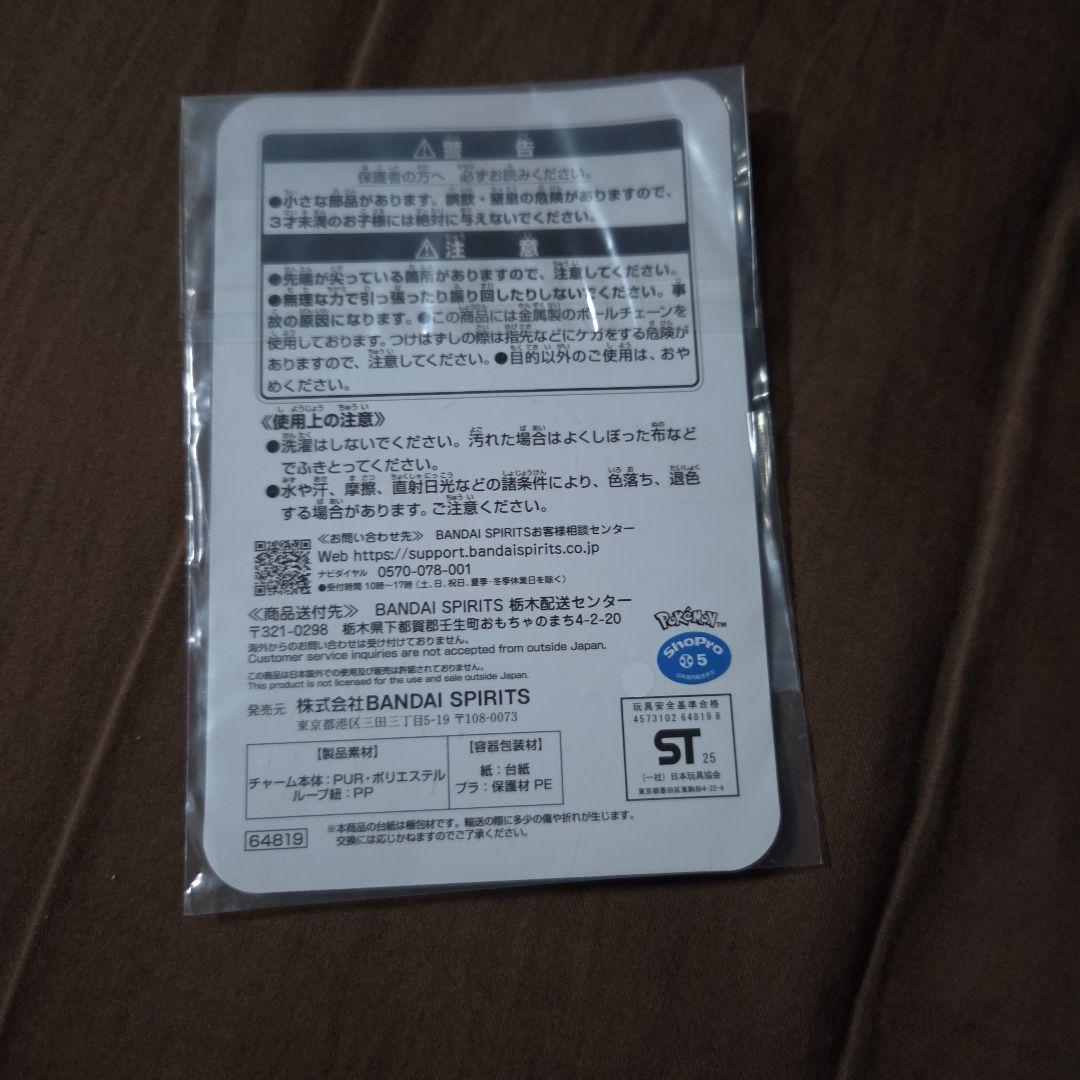 ⚠警告
保護者の方へ 必ずお読みください。
●小さな部品があります。誤飲・窒息の危険がありますので、
3才未満のお子様には絶対に与えないでください。
⚠注意
●先端が尖っている箇所がありますので、注意してください。
●無理な力で引っ張ったり振り回したりしないでください。事
故の原因になります。●この商品には金属製のボールチェーンを
使用しております。つけはずしの際は指先などにケガをする危険が
ありますので、注意してください。●目的以外のご使用は、おや
めください。
《使用上の注意》
●洗濯はしないでください。汚れた場合はよくしぼった布など
でふきとってください。
●水や汗、摩擦、直射日光などの諸条件により、色落ち、退色
する場合があります。ご注意ください。
≪お問い合わせ先≫ BANDAI SPIRITSお客様相談センター
Web https://support.bandaispirits.co.jp
ナビダイヤル 0570-078-001
●受付時間 10時〜17時(土、日、祝日、夏季・冬季休業日を除く)
≪商品送付先≫ BANDAI SPIRITS 栃木配送センター
〒321-0298 栃木県下都賀郡壬生町おもちゃのまち4-2-20
海外からのお問い合わせは受け付けておりません。
Customer service inquiries are not accepted from outside Japan.
この商品は日本国外での使用及び販売は許諾されておりません。
This product is not licensed for the use and sale outside Japan.
発売元 株式会社BANDAI SPIRITS
東京都港区三田三丁目5-19 〒108-0073
POKÉMON™
ShoPro
5
日本国内販売限定
玩具安全基準合格
4573102 64819 8
ST 25
(一社)日本玩具協会
東京都墨田区東駒形4-22-4
【製品素材】
チャーム本体:PUR・ポリエステル
ループ紐:PP
【容器包装材】
紙:台紙
プラ:保護材 PE
64819
※本商品の台紙は梱包材です。輸送の際に多少の傷や折れが生じます。
交換には応じかねますのでご了承ください。